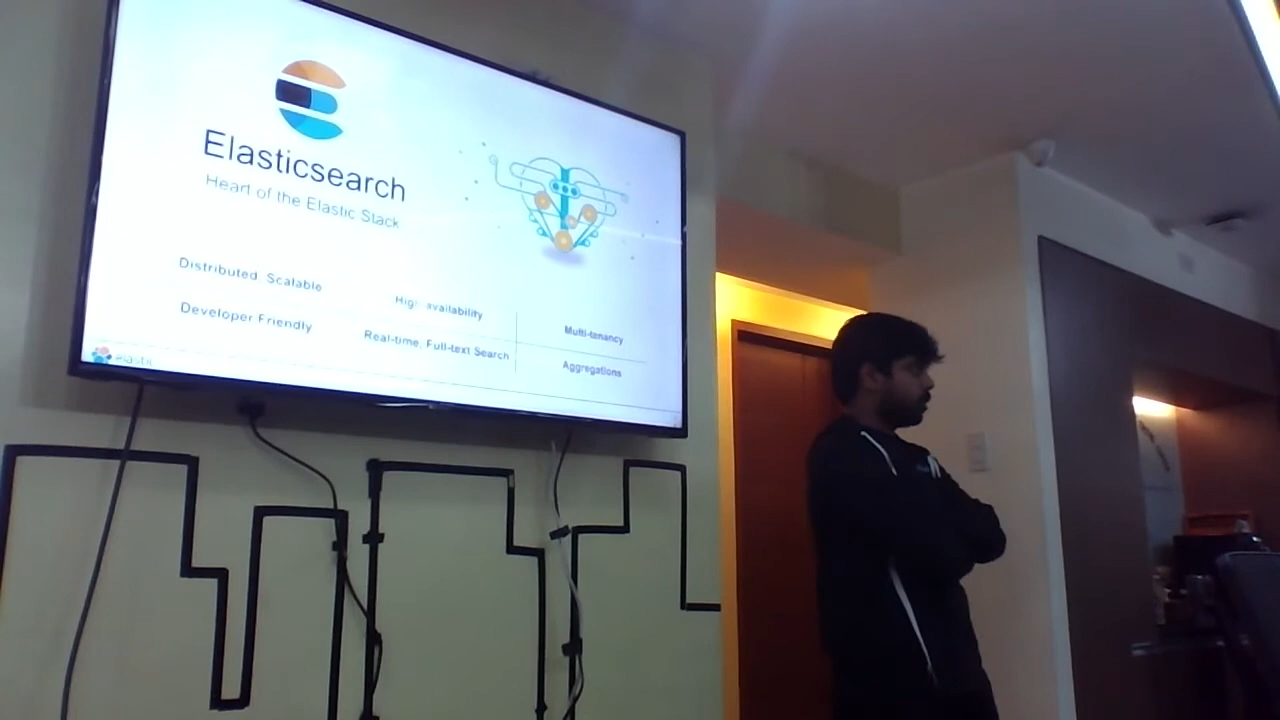 Elasticsearch
Heart of the Elastic Stack
Distributed, Scalable
High availability
Multi-tenancy
Developer Friendly
Real-time, Full-text Search
Aggregations
elastic